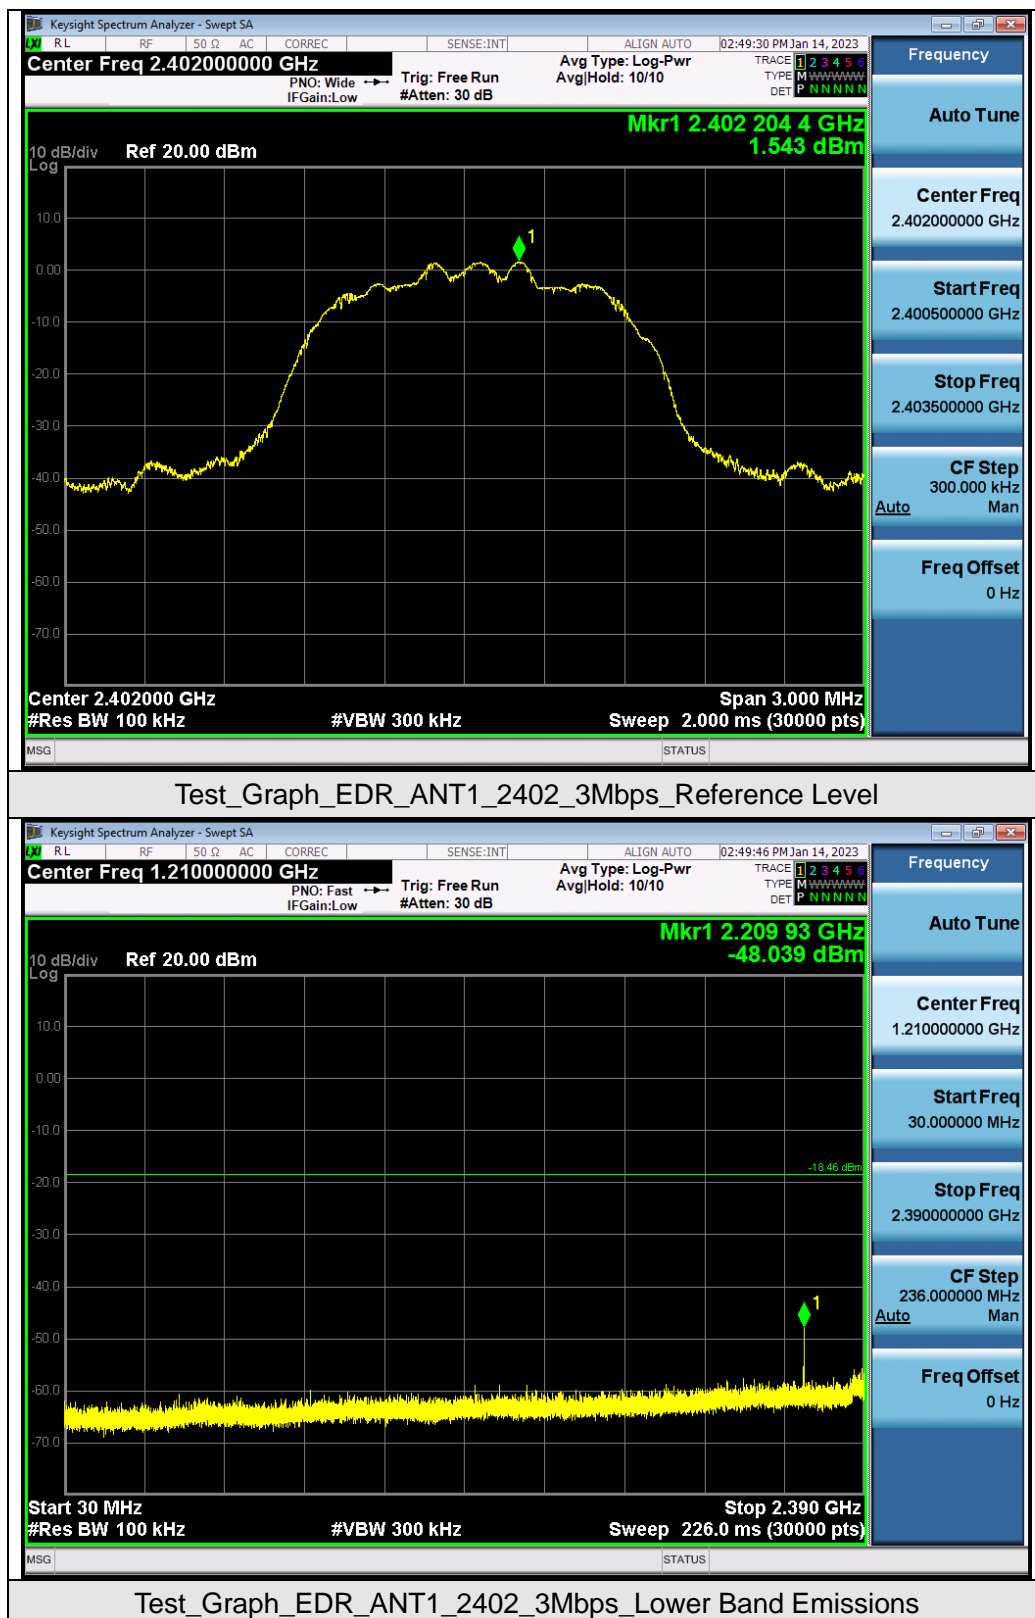 Keysight Spectrum Analyzer - Swept SA
LXI RL RF 50 Ω AC CORREC SENSE:INT ALIGN AUTO 02:49:30 PM Jan 14, 2023
Center Freq 2.402000000 GHz
PNO: Wide
IFGain:Low
Trig: Free Run
#Atten: 30 dB
Avg Type: Log-Pwr
Avg|Hold: 10/10
TRACE 1 2 3 4 5 6
TYPE M W W W W W
DET P N N N N N
Mkr1 2.402 204 4 GHz
1.543 dBm
10 dB/div Ref 20.00 dBm
Log
10.0
1
0.00
-10.0
-20.0
-30.0
-40.0
-50.0
-60.0
-70.0
Center 2.402000 GHz Span 3.000 MHz
#Res BW 100 kHz #VBW 300 kHz Sweep 2.000 ms (30000 pts)
MSG STATUS
Frequency
Auto Tune
Center Freq
2.402000000 GHz
Start Freq
2.400500000 GHz
Stop Freq
2.403500000 GHz
CF Step
300.000 kHz
Auto Man
Freq Offset
0 Hz
Test_Graph_EDR_ANT1_2402_3Mbps_Reference Level
Keysight Spectrum Analyzer - Swept SA
LXI RL RF 50 Ω AC CORREC SENSE:INT ALIGN AUTO 02:49:46 PM Jan 14, 2023
Center Freq 1.210000000 GHz
PNO: Fast
IFGain:Low
Trig: Free Run
#Atten: 30 dB
Avg Type: Log-Pwr
Avg|Hold: 10/10
TRACE 1 2 3 4 5 6
TYPE M W W W W W
DET P N N N N N
Mkr1 2.209 93 GHz
-48.039 dBm
10 dB/div Ref 20.00 dBm
Log
10.0
0.00
-10.0
-18.46 dBm
-20.0
-30.0
-40.0
1
-50.0
-60.0
-70.0
Start 30 MHz Stop 2.390 GHz
#Res BW 100 kHz #VBW 300 kHz Sweep 226.0 ms (30000 pts)
MSG STATUS
Frequency
Auto Tune
Center Freq
1.210000000 GHz
Start Freq
30.000000 MHz
Stop Freq
2.390000000 GHz
CF Step
236.000000 MHz
Auto Man
Freq Offset
0 Hz
Test_Graph_EDR_ANT1_2402_3Mbps_Lower Band Emissions